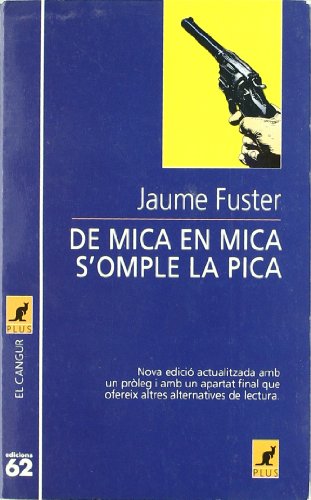 Jaume Fuster
DE MICA EN MICA
S'OMPLE LA PICA
Nova edició actualitzada amb
un pròleg i amb un apartat final que
ofereix altres alternatives de lectura.
PLUS
PLUS
EL CANGUR
edicions
62